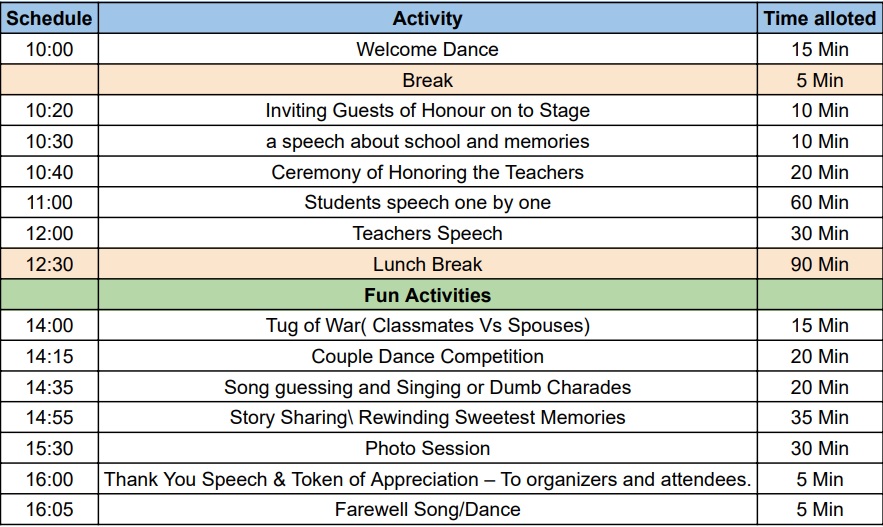 Schedule Activity Time alloted
10:00 Welcome Dance 15 Min
Break 5 Min
10:20 Inviting Guests of Honour on to Stage 10 Min
10:30 a speech about school and memories 10 Min
10:40 Ceremony of Honoring the Teachers 20 Min
11:00 Students speech one by one 60 Min
12:00 Teachers Speech 30 Min
12:30 Lunch Break 90 Min
Fun Activities
14:00 Tug of War( Classmates Vs Spouses) 15 Min
14:15 Couple Dance Competition 20 Min
14:35 Song guessing and Singing or Dumb Charades 20 Min
14:55 Story Sharing\ Rewinding Sweetest Memories 35 Min
15:30 Photo Session 30 Min
16:00 Thank You Speech & Token of Appreciation – To organizers and attendees. 5 Min
16:05 Farewell Song/Dance 5 Min